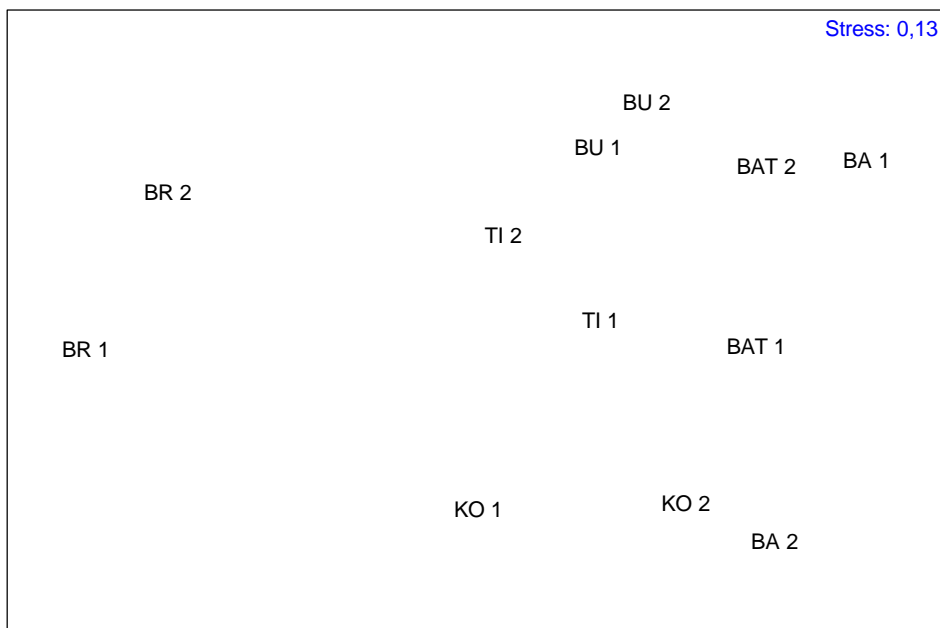 Stress: 0,13
BU 2
BU 1
BAT 2
BA 1
BR 2
TI 2
TI 1
BAT 1
BR 1
KO 1
KO 2
BA 2